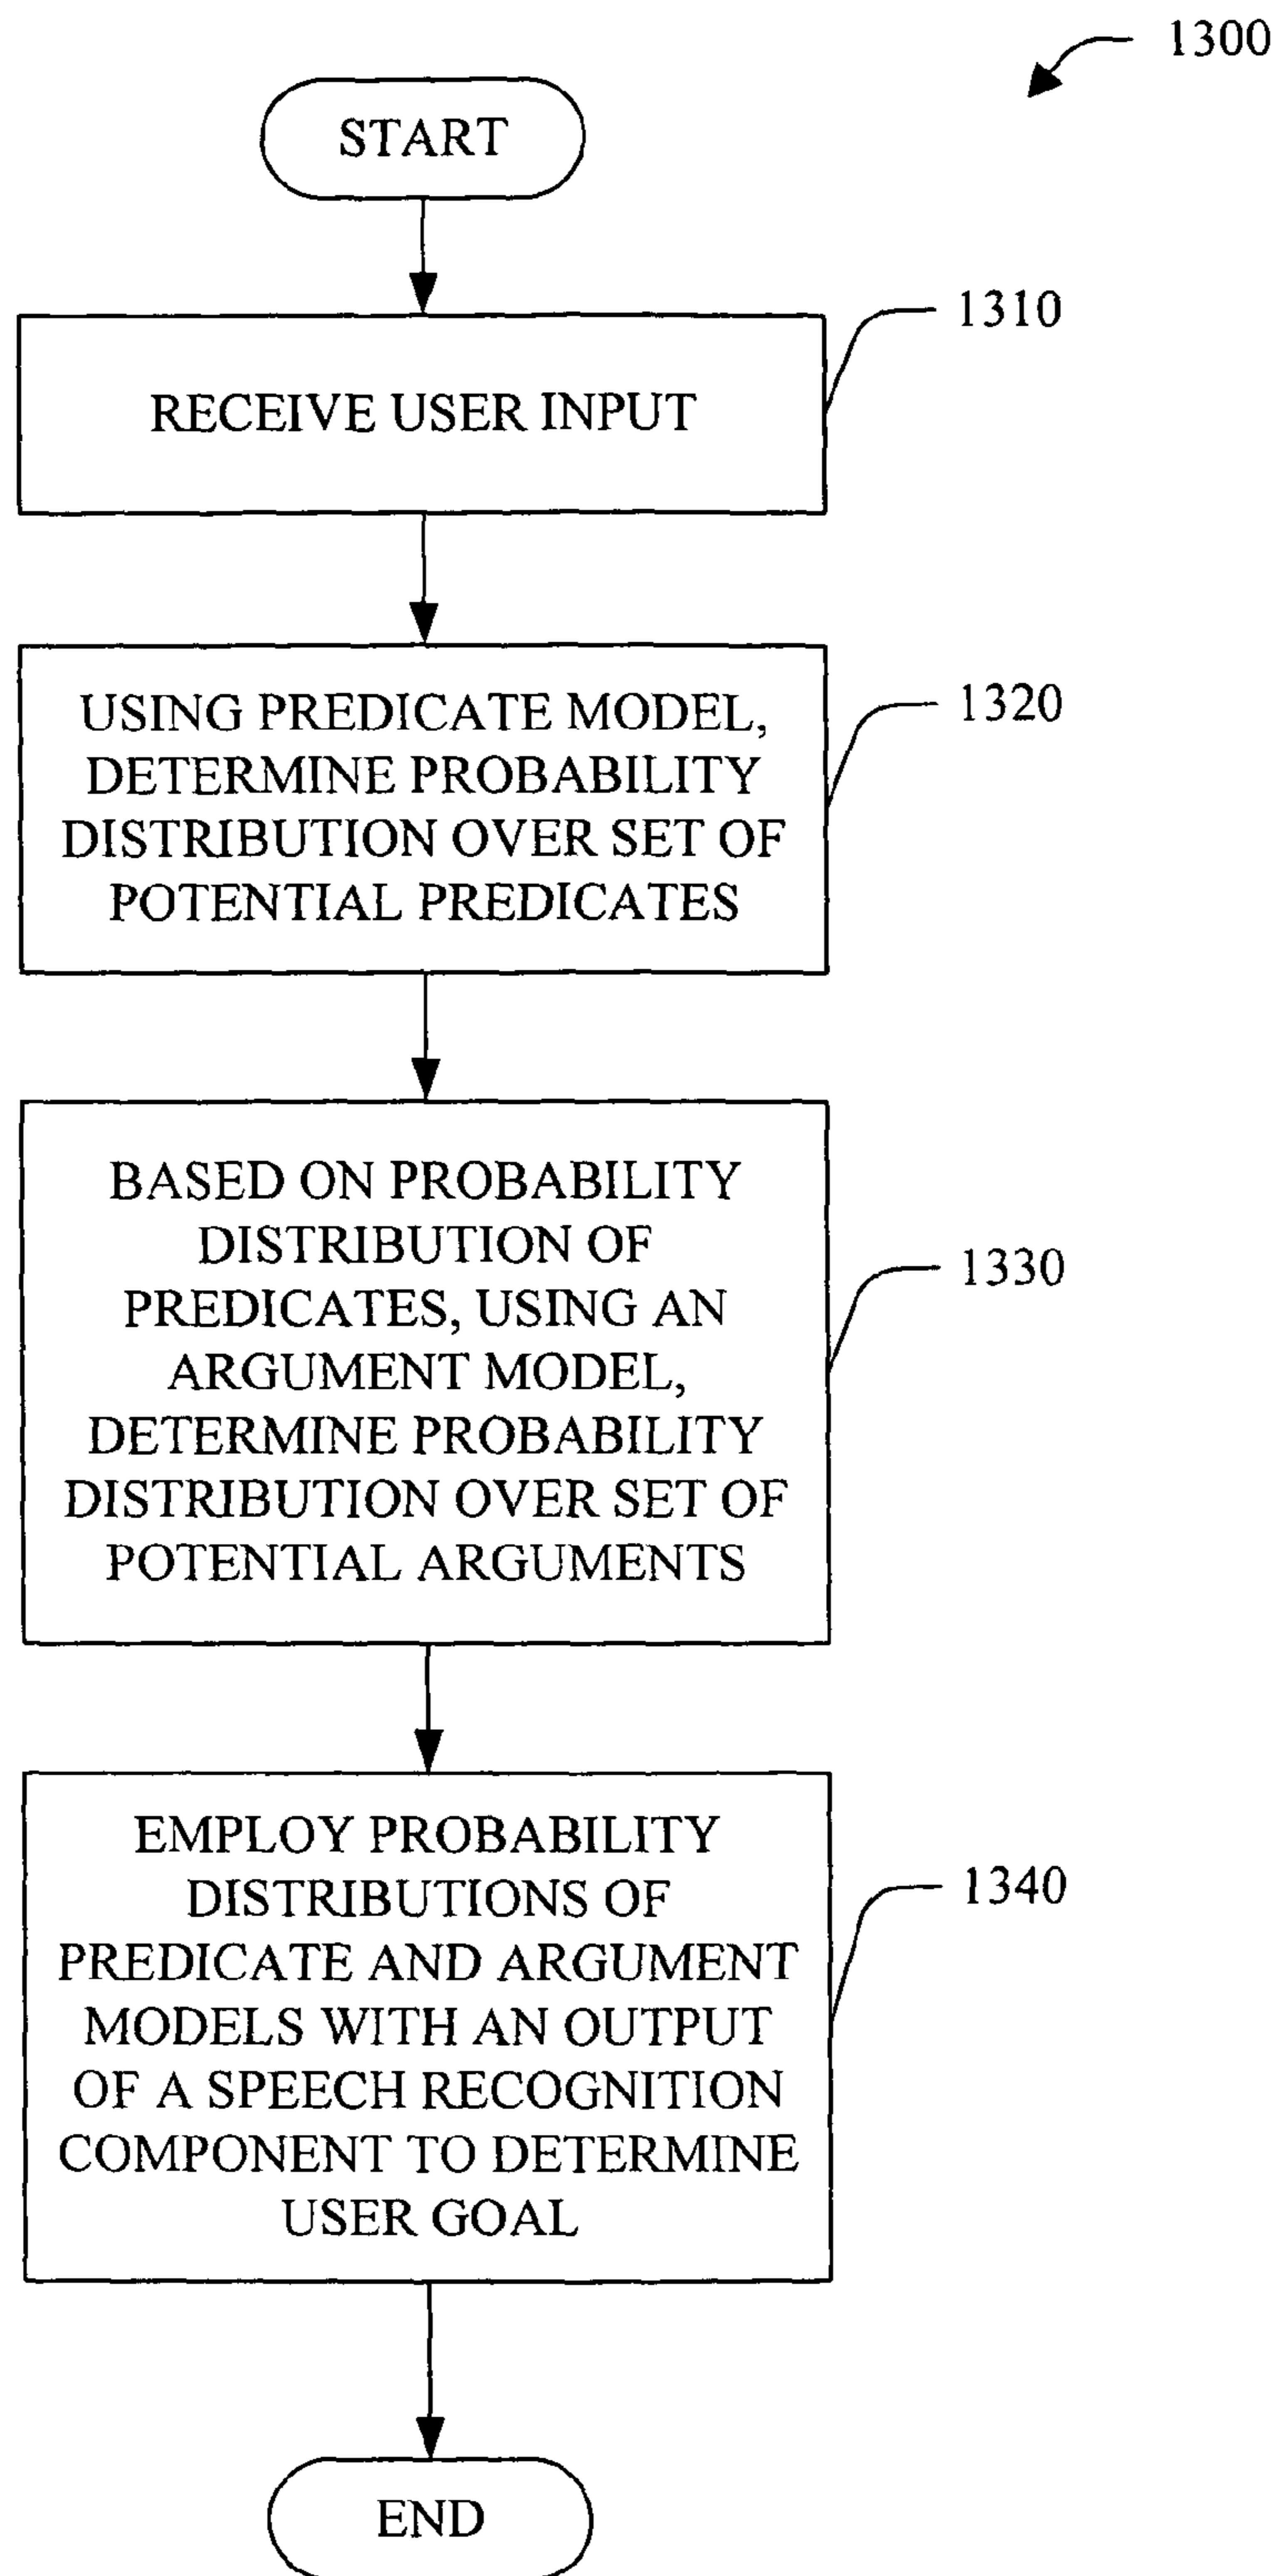 1300
START
1310
RECEIVE USER INPUT
1320
USING PREDICATE MODEL,
DETERMINE PROBABILITY
DISTRIBUTION OVER SET OF
POTENTIAL PREDICATES
1330
BASED ON PROBABILITY
DISTRIBUTION OF
PREDICATES, USING AN
ARGUMENT MODEL,
DETERMINE PROBABILITY
DISTRIBUTION OVER SET OF
POTENTIAL ARGUMENTS
1340
EMPLOY PROBABILITY
DISTRIBUTIONS OF
PREDICATE AND ARGUMENT
MODELS WITH AN OUTPUT
OF A SPEECH RECOGNITION
COMPONENT TO DETERMINE
USER GOAL
END